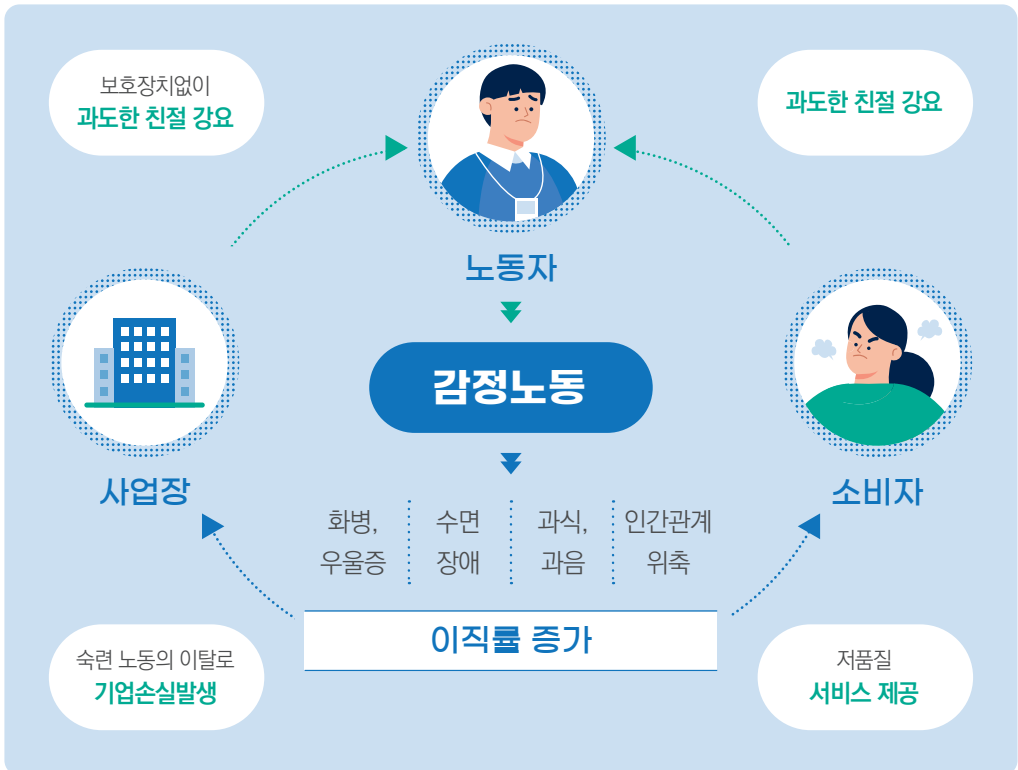 보호장치없이
과도한 친절 강요
과도한 친절 강요
노동자
감정노동
사업장
소비자
화병,
우울증
수면
장애
과식,
과음
인간관계
위축
이직률 증가
숙련 노동의 이탈로
기업손실발생
저품질
서비스 제공